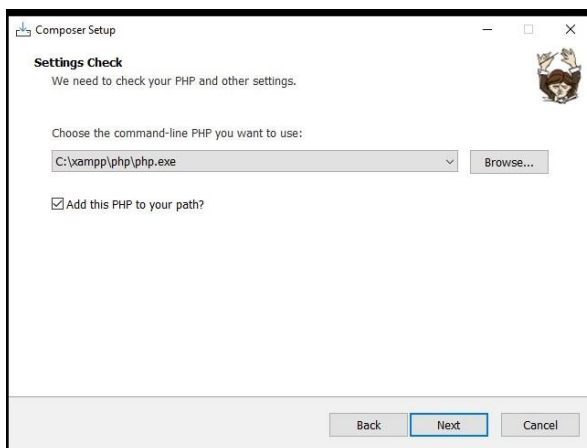 Composer Setup
Settings Check
We need to check your PHP and other settings.
Choose the command-line PHP you want to use:
C:\xampp\php\php.exe
Browse...
Add this PHP to your path?
Back
Next
Cancel